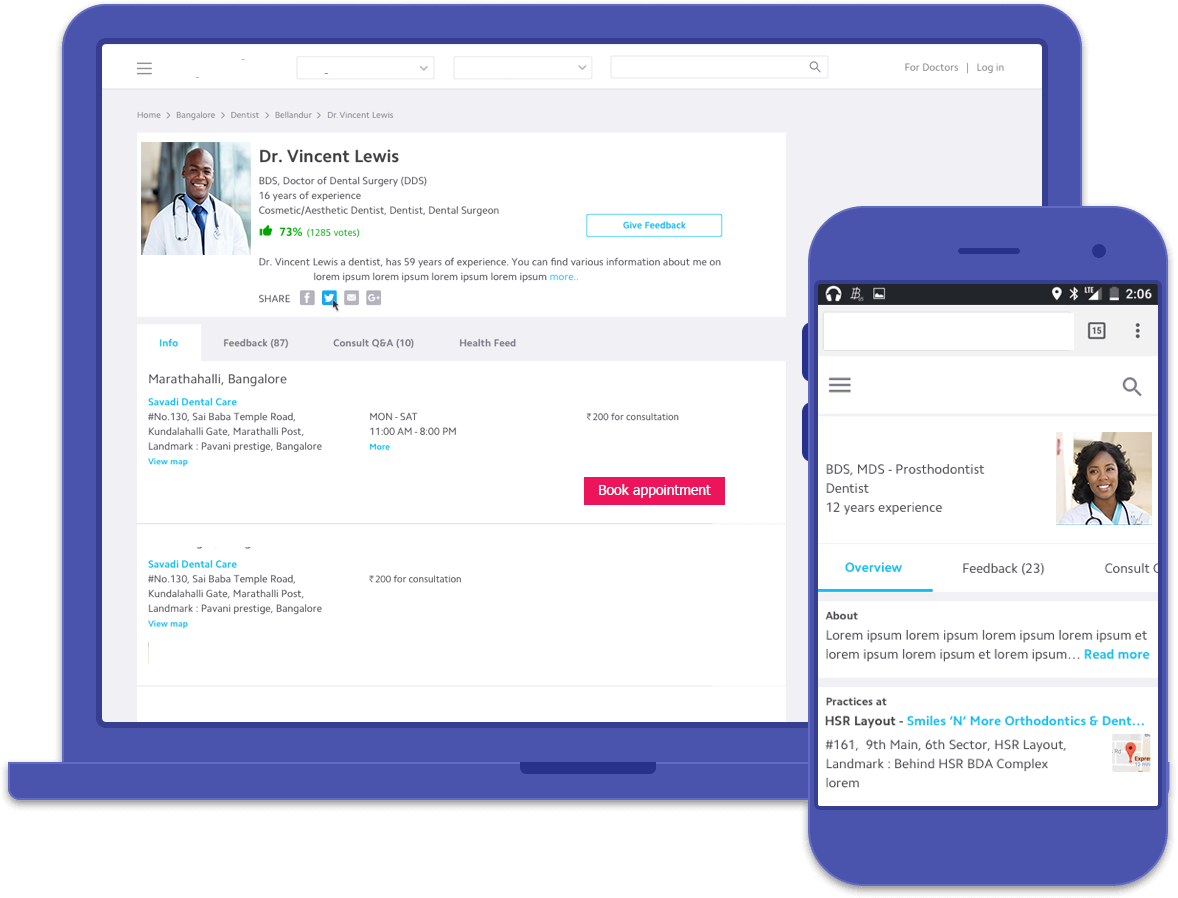 For Doctors | Log in
Home > Bangalore > Dentist > Bellandur > Dr. Vincent Lewis
Dr. Vincent Lewis
BDS, Doctor of Dental Surgery (DDS)
16 years of experience
Cosmetic/Aesthetic Dentist, Dentist, Dental Surgeon
73% (1285 votes)
Give Feedback
Dr. Vincent Lewis a dentist, has 59 years of experience. You can find various information about me on
lorem ipsum lorem ipsum lorem ipsum lorem ipsum more..
SHARE
Info Feedback (87) Consult Q&A (10) Health Feed
Marathahalli, Bangalore
Savadi Dental Care
#No.130, Sai Baba Temple Road,
Kundalahalli Gate, Marathalli Post,
Landmark : Pavani prestige, Bangalore
View map
MON - SAT
11:00 AM - 8:00 PM
More
₹200 for consultation
Book appointment
Savadi Dental Care
#No.130, Sai Baba Temple Road,
Kundalahalli Gate, Marathalli Post,
Landmark : Pavani prestige, Bangalore
View map
₹200 for consultation
LTE 2:06
15
BDS, MDS - Prosthodontist
Dentist
12 years experience
Overview Feedback (23) Consult
About
Lorem ipsum lorem ipsum lorem ipsum lorem ipsum et
lorem ipsum lorem ipsum et lorem ipsum... Read more
Practices at
HSR Layout - Smiles ‘N’ More Orthodontics & Dent...
#161, 9th Main, 6th Sector, HSR Layout,
Landmark : Behind HSR BDA Complex
lorem